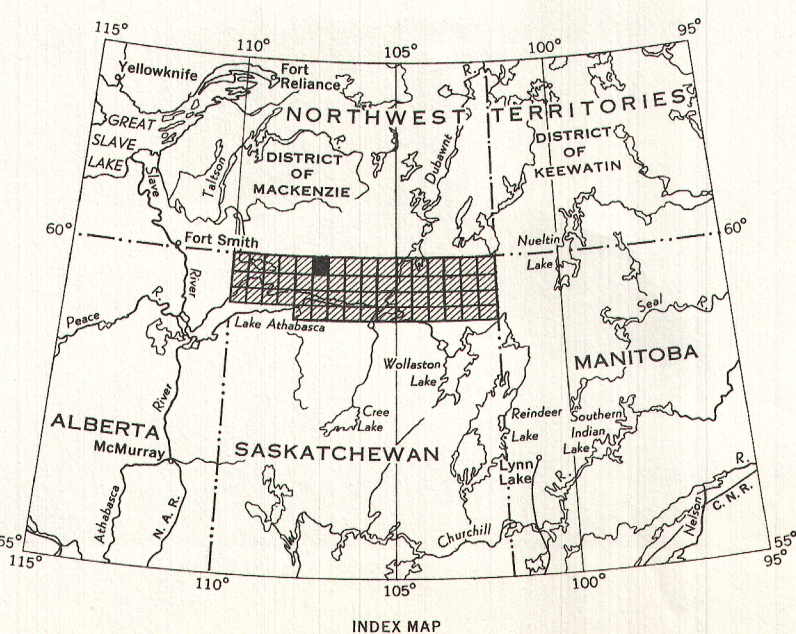 115°
110°
105°
100°
95°
Yellowknife
Fort
Reliance
R.
NORTHWEST TERRITORIES
GREAT
SLAVE
LAKE
Slave
Taltson
R.
DISTRICT
OF
MACKENZIE
Dubawnt
DISTRICT
OF
KEEWATIN
60°
Fort Smith
Nueltin
Lake
60°
River
Peace
R.
Lake Athabasca
Seal
R.
Wollaston
Lake
MANITOBA
River
Cree
Lake
Reindeer
Lake
Southern
Indian
Lake
ALBERTA
McMurray
SASKATCHEWAN
Lynn
Lake
R.
R.
Athabasca
N. A. R.
Churchill
Nelson
C. N. R.
55°
115°
110°
105°
100°
55°
95°
INDEX MAP